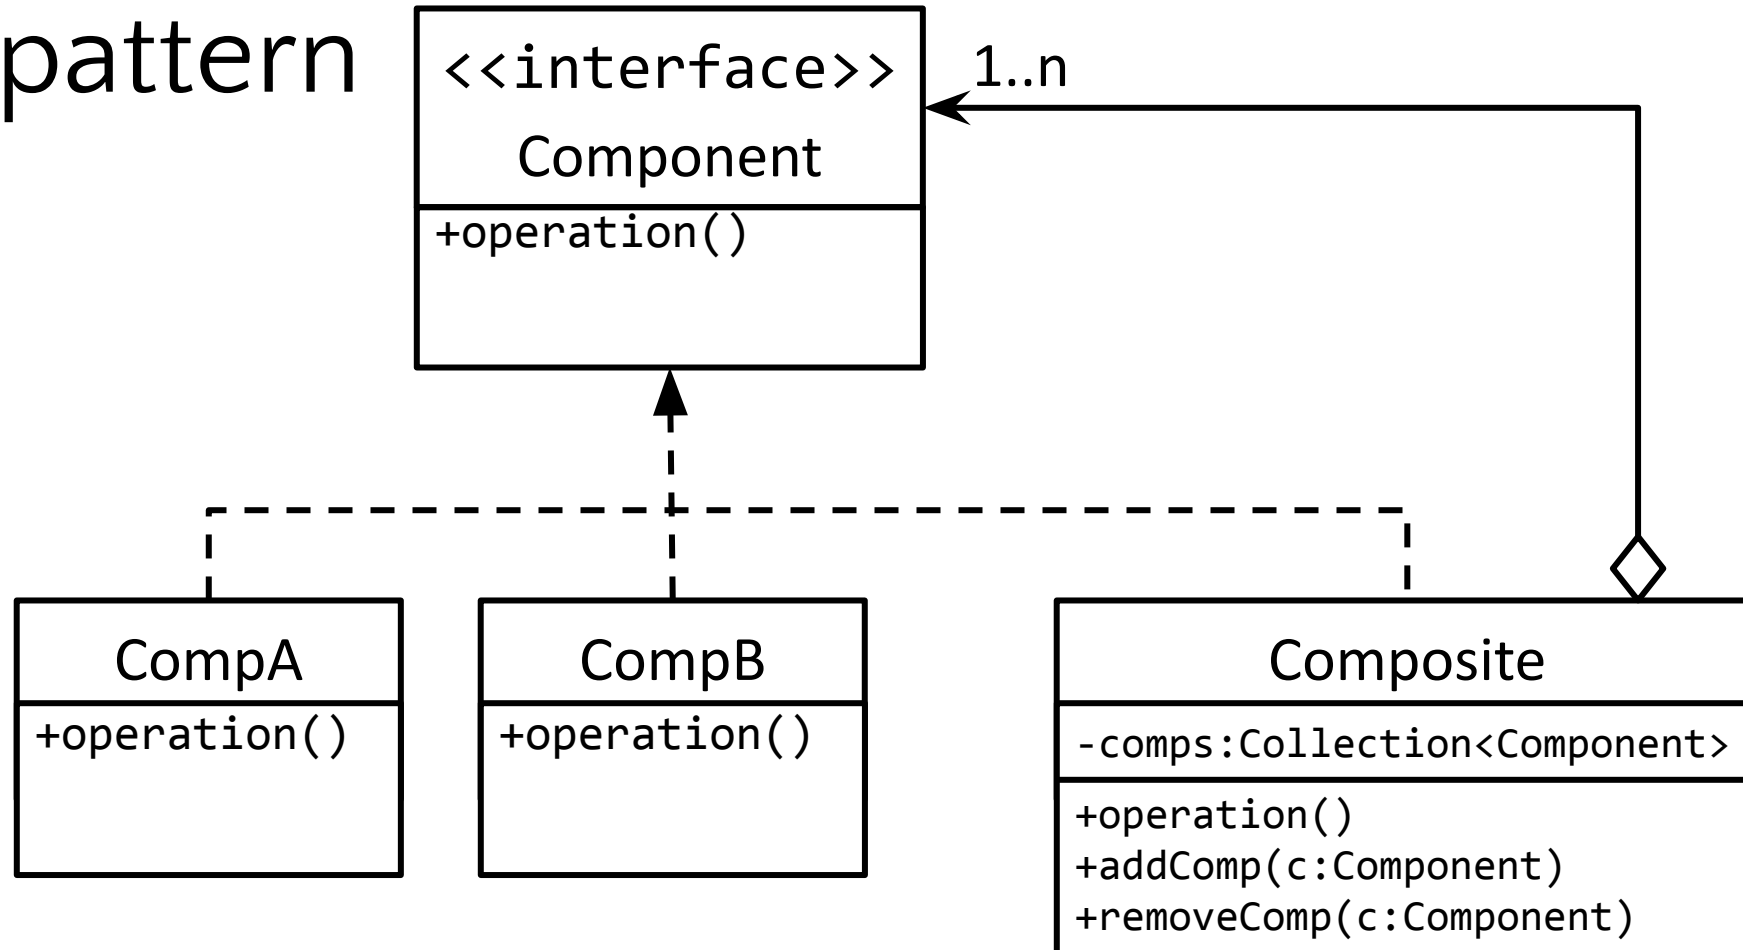 pattern
<<interface>>
Component
+operation()
1..n
CompA
+operation()
CompB
+operation()
Composite
-comps:Collection<Component>
+operation()
+addComp(c:Component)
+removeComp(c:Component)